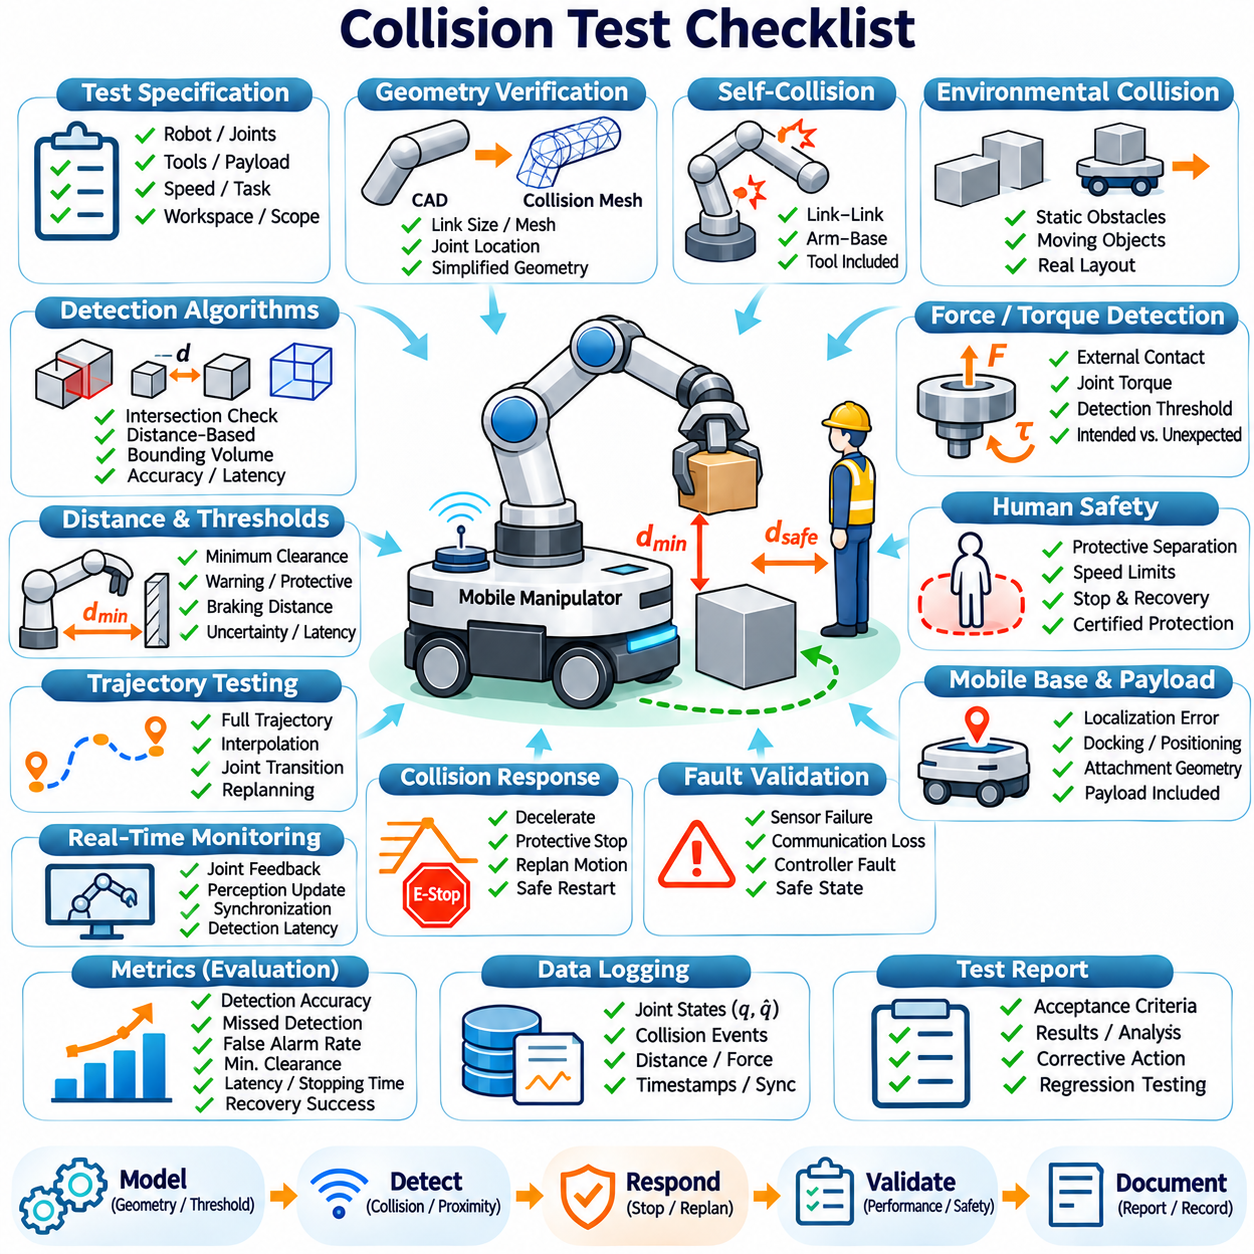 Collision Test Checklist
Test Specification
Robot / Joints
Tools / Payload
Speed / Task
Workspace / Scope
Geometry Verification
CAD
Collision Mesh
Link Size / Mesh
Joint Location
Simplified Geometry
Self-Collision
Link–Link
Arm–Base
Tool Included
Environmental Collision
Static Obstacles
Moving Objects
Real Layout
Detection Algorithms
d
Intersection Check
Distance-Based
Bounding Volume
Accuracy / Latency
Force / Torque Detection
F
τ
External Contact
Joint Torque
Detection Threshold
Intended vs. Unexpected
Distance & Thresholds
dmin
Minimum Clearance
Warning / Protective
Braking Distance
Uncertainty / Latency
dmin
dsafe
Mobile Manipulator
Human Safety
Protective Separation
Speed Limits
Stop & Recovery
Certified Protection
Trajectory Testing
Full Trajectory
Interpolation
Joint Transition
Replanning
Mobile Base & Payload
Localization Error
Docking / Positioning
Attachment Geometry
Payload Included
Collision Response
E-Stop
Decelerate
Protective Stop
Replan Motion
Safe Restart
Fault Validation
Sensor Failure
Communication Loss
Controller Fault
Safe State
Real-Time Monitoring
Joint Feedback
Perception Update
Synchronization
Detection Latency
Metrics (Evaluation)
Detection Accuracy
Missed Detection
False Alarm Rate
Min. Clearance
Latency / Stopping Time
Recovery Success
Data Logging
Joint States (q, q̂)
Collision Events
Distance / Force
Timestamps / Sync
Test Report
Acceptance Criteria
Results / Analysis
Corrective Action
Regression Testing
Model
(Geometry / Threshold)
Detect
(Collision / Proximity)
Respond
(Stop / Replan)
Validate
(Performance / Safety)
Document
(Report / Record)